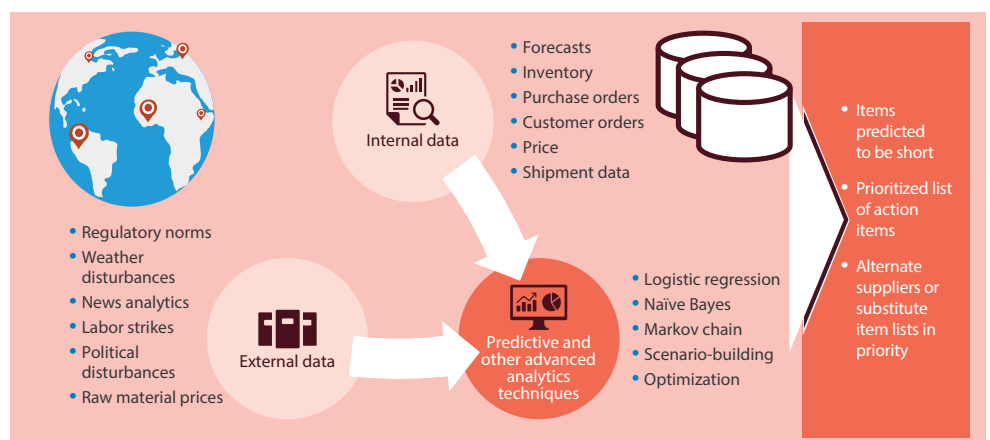 Internal data
• Forecasts
• Inventory
• Purchase orders
• Customer orders
• Price
• Shipment data
• Regulatory norms
• Weather
disturbances
• News analytics
• Labor strikes
• Political
disturbances
• Raw material prices
External data
Predictive and
other advanced
analytics
techniques
• Logistic regression
• Naïve Bayes
• Markov chain
• Scenario-building
• Optimization
• Items
predicted
to be short
• Prioritized list
of action
items
• Alternate
suppliers or
substitute
item lists in
priority